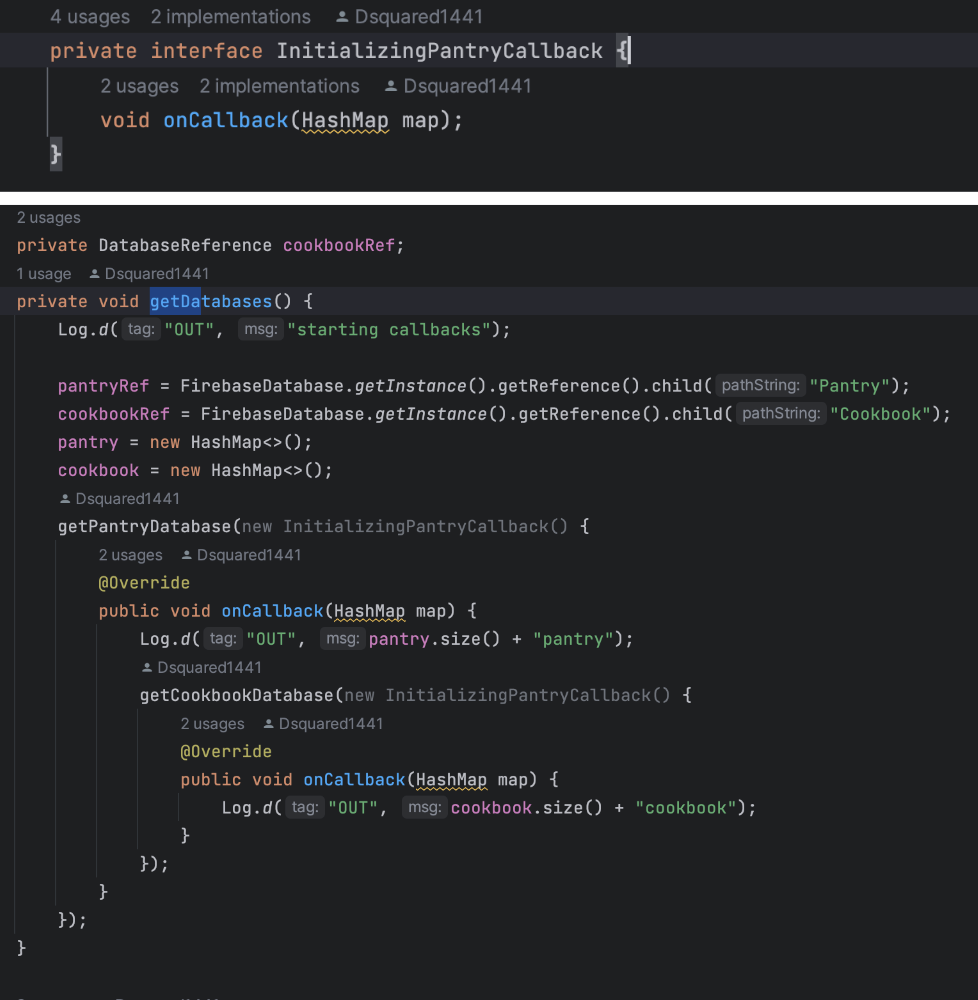 4 usages 2 implementations Dsquared1441
private interface InitializingPantryCallback {
2 usages 2 implementations Dsquared1441
void onCallback(HashMap map);
}
2 usages
private DatabaseReference cookbookRef;
1 usage Dsquared1441
private void getDatabases() {
Log.d( tag: "OUT", msg: "starting callbacks");
pantryRef = FirebaseDatabase.getInstance().getReference().child( pathString: "Pantry");
cookbookRef = FirebaseDatabase.getInstance().getReference().child( pathString: "Cookbook");
pantry = new HashMap<>();
cookbook = new HashMap<>();
Dsquared1441
getPantryDatabase(new InitializingPantryCallback() {
2 usages Dsquared1441
@Override
public void onCallback(HashMap map) {
Log.d( tag: "OUT", msg: pantry.size() + "pantry");
Dsquared1441
getCookbookDatabase(new InitializingPantryCallback() {
2 usages Dsquared1441
@Override
public void onCallback(HashMap map) {
Log.d( tag: "OUT", msg: cookbook.size() + "cookbook");
}
});
}
});
}